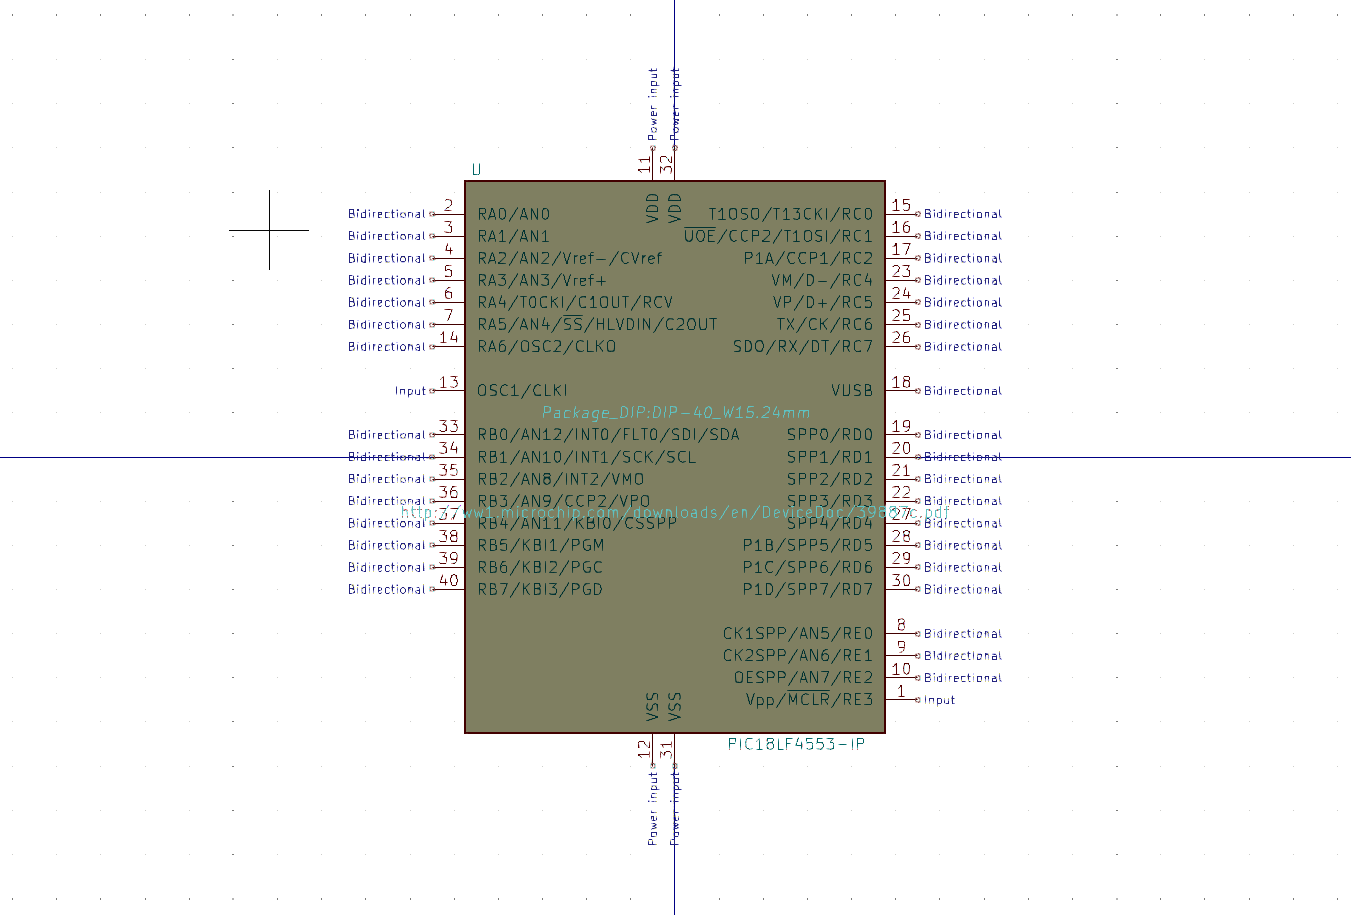 Power input Power input
11 32
U
VDD VDD
Bidirectional 2 RA0/AN0 T1OSO/T13CKI/RC0 15 Bidirectional
Bidirectional 3 RA1/AN1 UOE/CCP2/T1OSI/RC1 16 Bidirectional
Bidirectional 4 RA2/AN2/Vref-/CVref P1A/CCP1/RC2 17 Bidirectional
Bidirectional 5 RA3/AN3/Vref+ VM/D-/RC4 23 Bidirectional
Bidirectional 6 RA4/T0CKI/C1OUT/RCV VP/D+/RC5 24 Bidirectional
Bidirectional 7 RA5/AN4/SS/HLVDIN/C2OUT TX/CK/RC6 25 Bidirectional
Bidirectional 14 RA6/OSC2/CLKO SDO/RX/DT/RC7 26 Bidirectional
Input 13 OSC1/CLKI VUSB 18 Bidirectional
Package_DIP:DIP-40_W15.24mm
Bidirectional 33 RB0/AN12/INT0/FLT0/SDI/SDA SPP0/RD0 19 Bidirectional
Bidirectional 34 RB1/AN10/INT1/SCK/SCL SPP1/RD1 20 Bidirectional
Bidirectional 35 RB2/AN8/INT2/VMO SPP2/RD2 21 Bidirectional
Bidirectional 36 RB3/AN9/CCP2/VPO SPP3/RD3 22 Bidirectional
http://ww1.microchip.com/downloads/en/DeviceDoc/39887c.pdf
Bidirectional 37 RB4/AN11/KBI0/CSSPP SPP4/RD4 27 Bidirectional
Bidirectional 38 RB5/KBI1/PGM P1B/SPP5/RD5 28 Bidirectional
Bidirectional 39 RB6/KBI2/PGC P1C/SPP6/RD6 29 Bidirectional
Bidirectional 40 RB7/KBI3/PGD P1D/SPP7/RD7 30 Bidirectional
CK1SPP/AN5/RE0 8 Bidirectional
CK2SPP/AN6/RE1 9 Bidirectional
OESPP/AN7/RE2 10 Bidirectional
Vpp/MCLR/RE3 1 Input
VSS VSS
PIC18LF4553-IP
12 31
Power input Power input